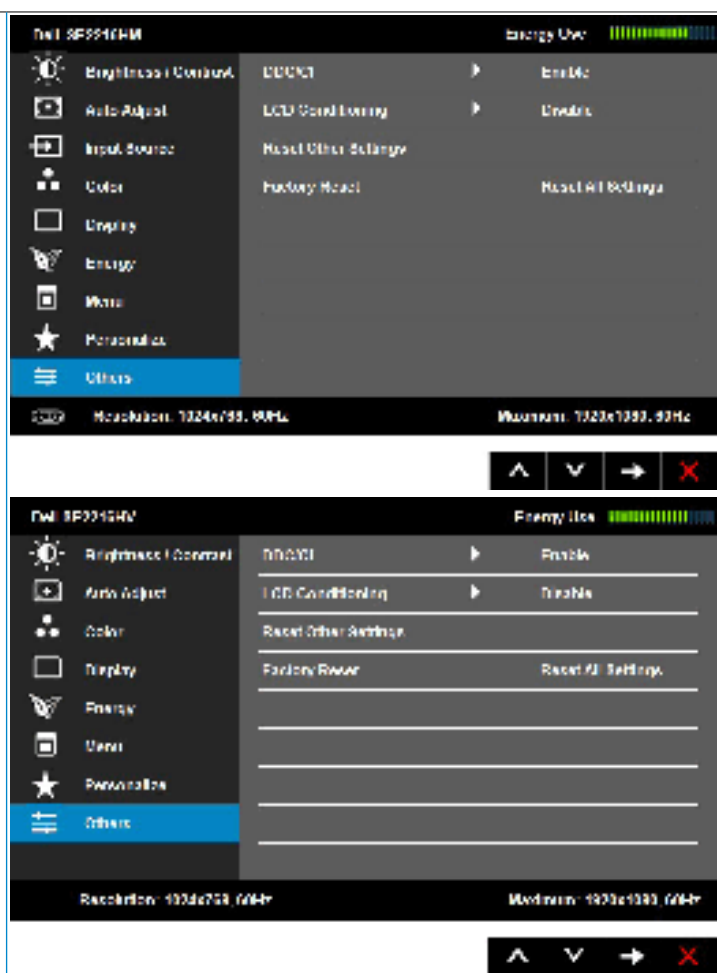 Dell SE2216HM Energy Use
Brightness / Contrast DDC/CI Enable
Auto Adjust LCD Conditioning Disable
Input Source Reset Other Settings
Color Factory Reset Reset All Settings
Display
Energy
Menu
Personalize
Others
Resolution: 1024x768, 60Hz Maximum: 1920x1080, 60Hz
Dell SE2216HV Energy Use
Brightness / Contrast DDC/CI Enable
Auto Adjust LCD Conditioning Disable
Color Reset Other Settings
Display Factory Reset Reset All Settings
Energy
Menu
Personalize
Others
Resolution: 1024x768, 60Hz Maximum: 1920x1080, 60Hz